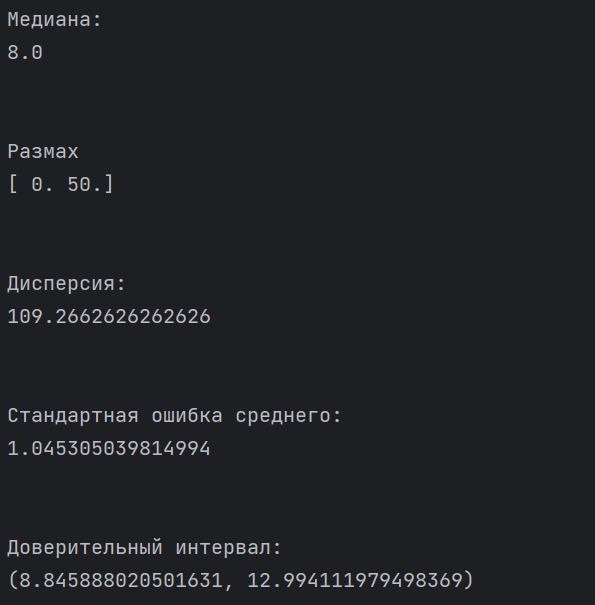 Медиана:
8.0
Размах
[ 0. 50.]
Дисперсия:
109.2662626262626
Стандартная ошибка среднего:
1.045305039814994
Доверительный интервал:
(8.845888020501631, 12.994111979498369)